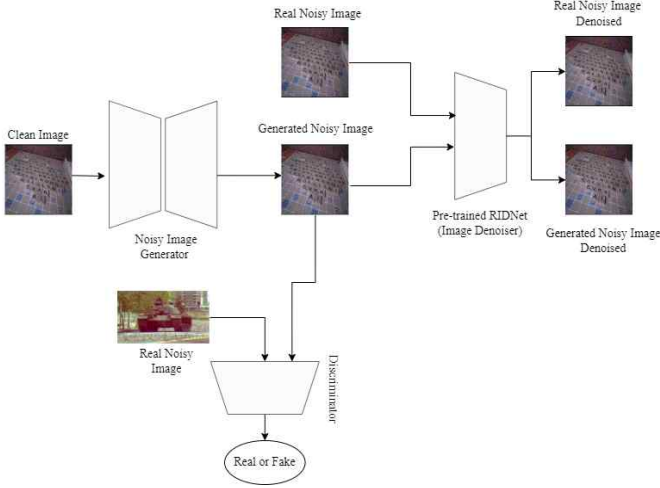 Real Noisy Image
Real Noisy Image
Denoised
Clean Image
Generated Noisy Image
Noisy Image
Generator
Pre-trained RIDNet
(Image Denoiser)
Generated Noisy Image
Denoised
Real Noisy
Image
Discriminator
Real or Fake